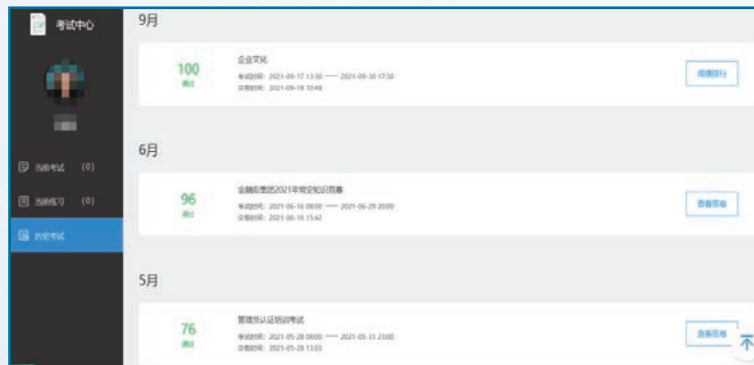 考试中心
当前考试 (0)
当前练习 (0)
历史考试
9月
100
通过
企业文化
考试时间: 2021-09-17 13:30 —— 2021-09-30 17:30
交卷时间: 2021-09-18 10:48
成绩排行
6月
96
通过
金融街集团2021年党史知识竞赛
考试时间: 2021-06-16 09:00 —— 2021-06-29 20:00
交卷时间: 2021-06-16 15:42
查看答卷
5月
76
通过
管理员认证培训考试
考试时间: 2021-05-28 08:00 —— 2021-05-31 23:00
交卷时间: 2021-05-28 13:03
查看答卷